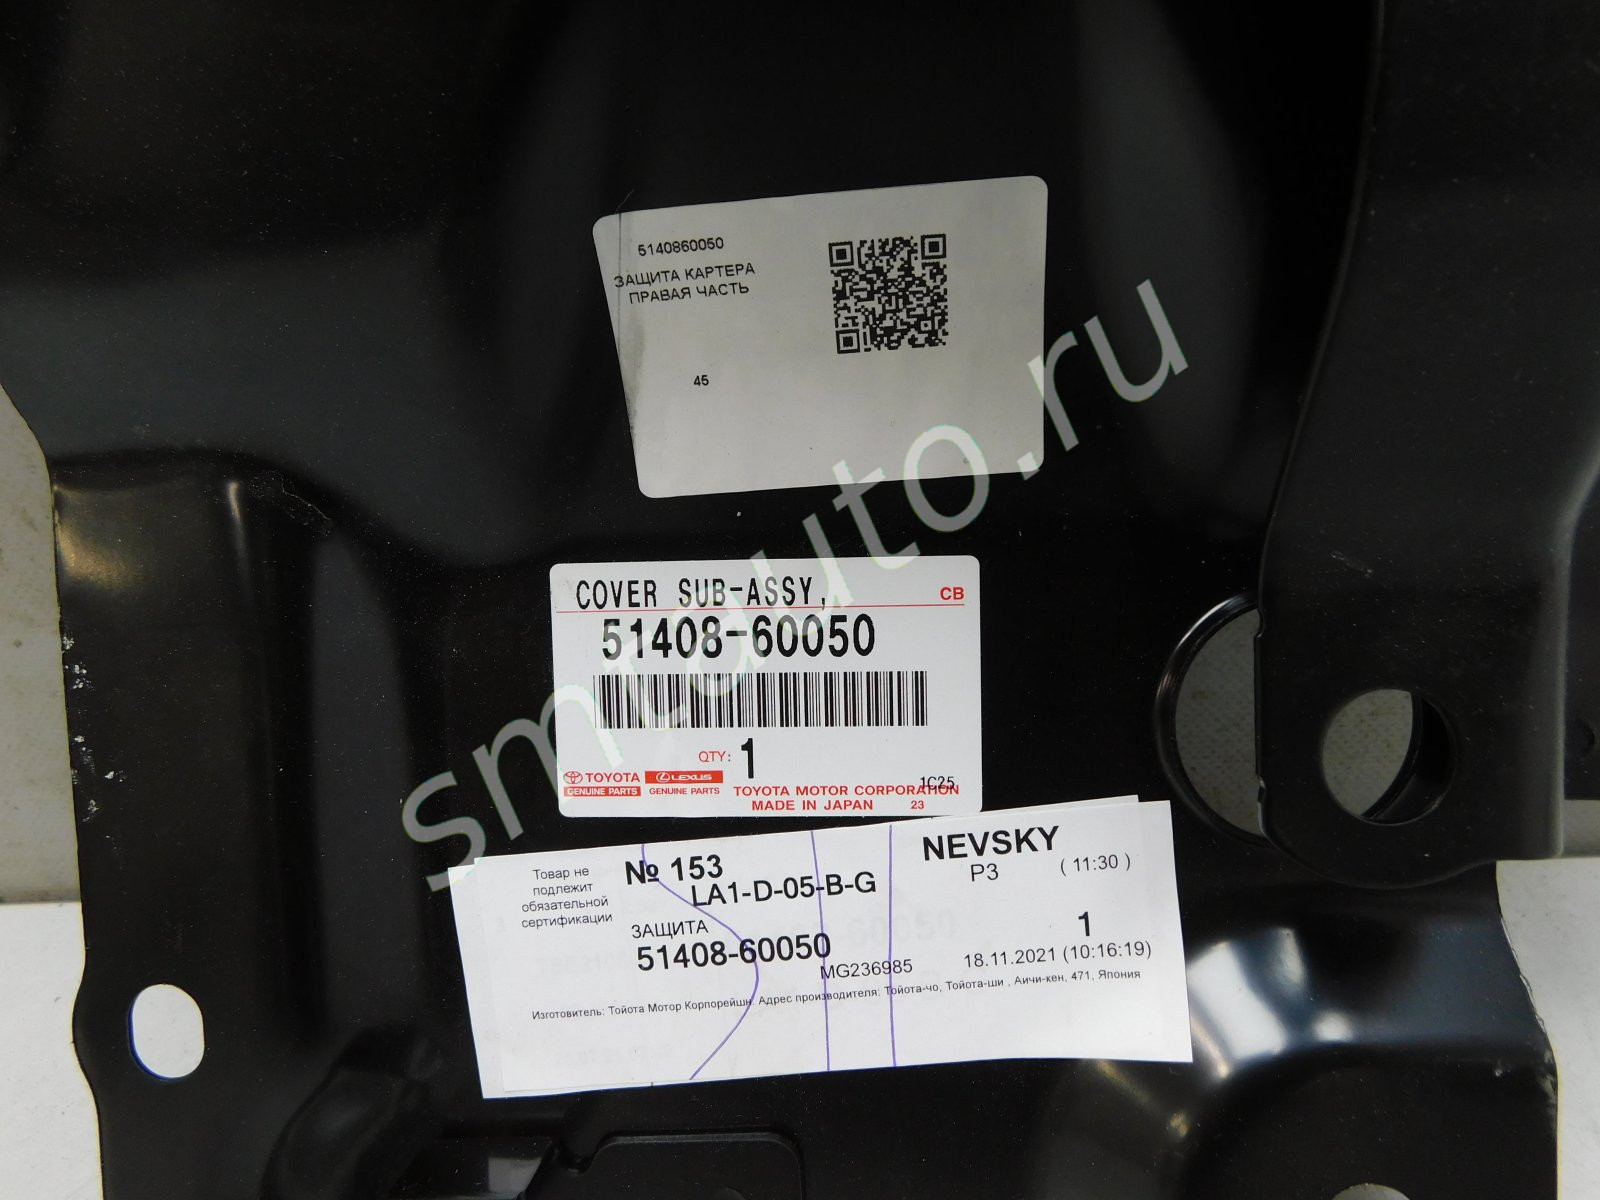 5140860050
ЗАЩИТА КАРТЕРА
ПРАВАЯ ЧАСТЬ
45
smtauto.ru
COVER SUB-ASSY,
CB
51408-60050
QTY: 1
TOYOTA
GENUINE PARTS
LEXUS
GENUINE PARTS
1C25
TOYOTA MOTOR CORPORATION
MADE IN JAPAN 23
Товар не
подлежит
обязательной
сертификации
№ 153
LA1-D-05-B-G
NEVSKY
P3 ( 11:30 )
ЗАЩИТА
51408-60050
1
MG236985
18.11.2021 (10:16:19)
Изготовитель: Тойота Мотор Корпорейшн. Адрес производителя: Тойота-чо, Тойота-ши , Аичи-кен, 471, Япония